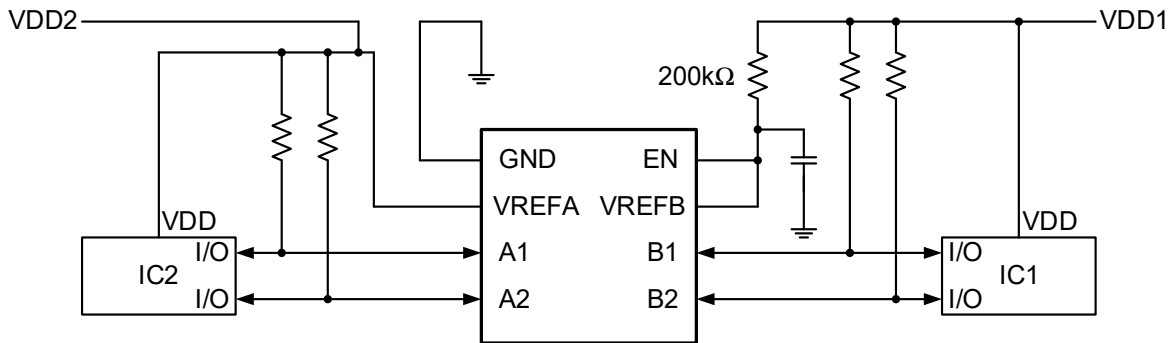 VDD2
VDD1
200kΩ
GND
EN
VREFA
VREFB
VDD
VDD
I/O
A1
B1
I/O
IC2
IC1
I/O
A2
B2
I/O